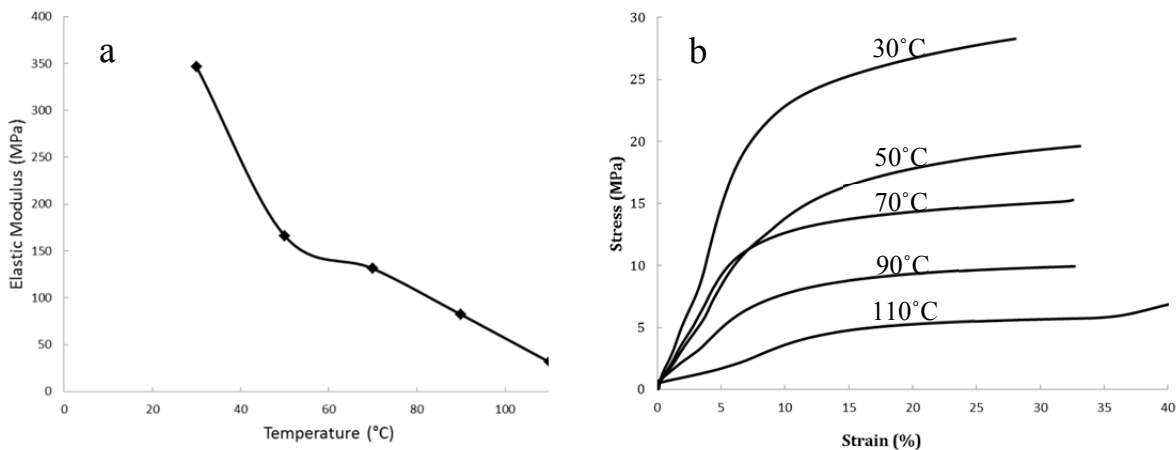 a
400
350
300
250
200
150
100
50
0
0 20 40 60 80 100
Elastic Modulus (MPa)
Temperature (°C)
b
30
25
20
15
10
5
0
0 5 10 15 20 25 30 35 40
Stress (MPa)
Strain (%)
30˚C
50˚C
70˚C
90˚C
110˚C